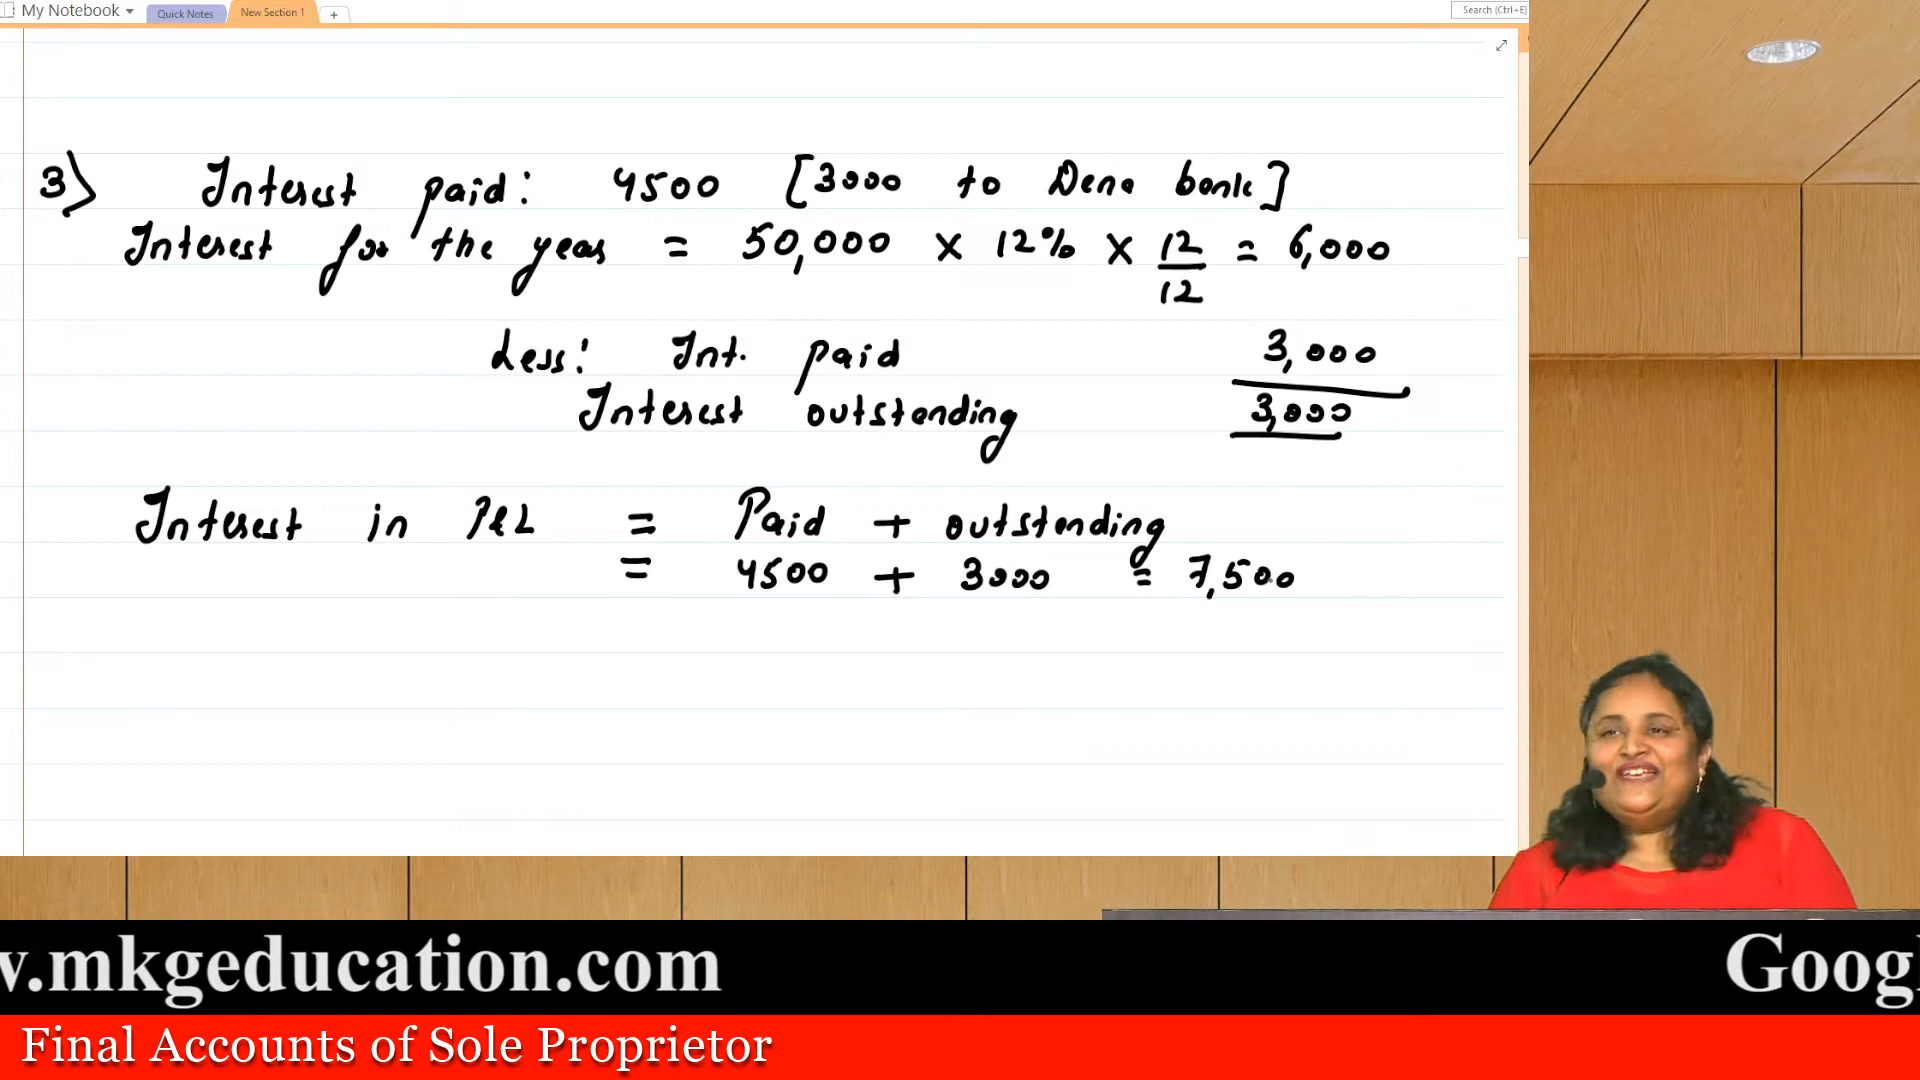 My Notebook
Quick Notes
New Section 1
Search (Ctrl+E)
3) Interest paid: 4500 [3000 to Dena bank]
Interest for the year = 50,000 x 12% x 12/12 = 6,000
Less: Int. paid 3,000
Interest outstanding 3,000
Interest in P&L = Paid + outstanding
= 4500 + 3000 = 7,500
w.mkgeducation.com
Googl
Final Accounts of Sole Proprietor